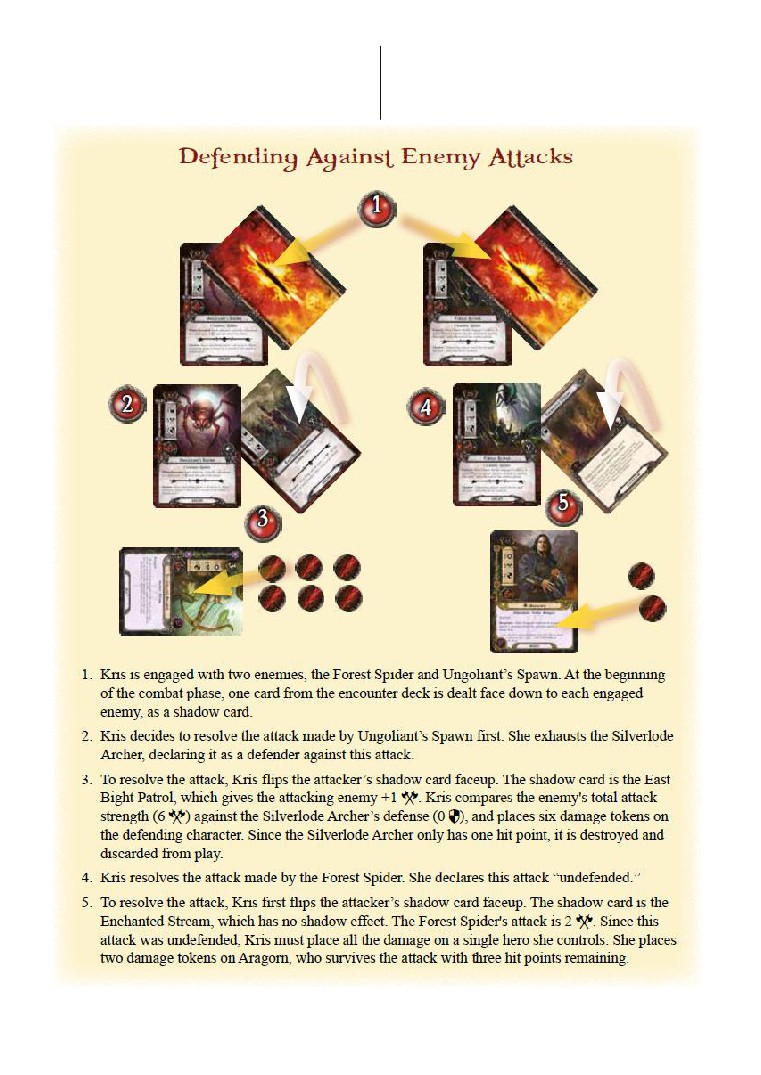 Defending Against Enemy Attacks
1
2
4
3
5
1. Kris is engaged with two enemies, the Forest Spider and Ungoliant's Spawn. At the beginning
of the combat phase, one card from the encounter deck is dealt face down to each engaged
enemy, as a shadow card.
2. Kris decides to resolve the attack made by Ungoliant's Spawn first. She exhausts the Silverlode
Archer, declaring it as a defender against this attack.
3. To resolve the attack, Kris flips the attacker's shadow card faceup. The shadow card is the East
Bight Patrol, which gives the attacking enemy +1 . Kris compares the enemy's total attack
strength (6 ) against the Silverlode Archer's defense (0 ), and places six damage tokens on
the defending character. Since the Silverlode Archer only has one hit point, it is destroyed and
discarded from play.
4. Kris resolves the attack made by the Forest Spider. She declares this attack “undefended.”
5. To resolve the attack, Kris first flips the attacker's shadow card faceup. The shadow card is the
Enchanted Stream, which has no shadow effect. The Forest Spider's attack is 2 . Since this
attack was undefended, Kris must place all the damage on a single hero she controls. She places
two damage tokens on Aragorn, who survives the attack with three hit points remaining.